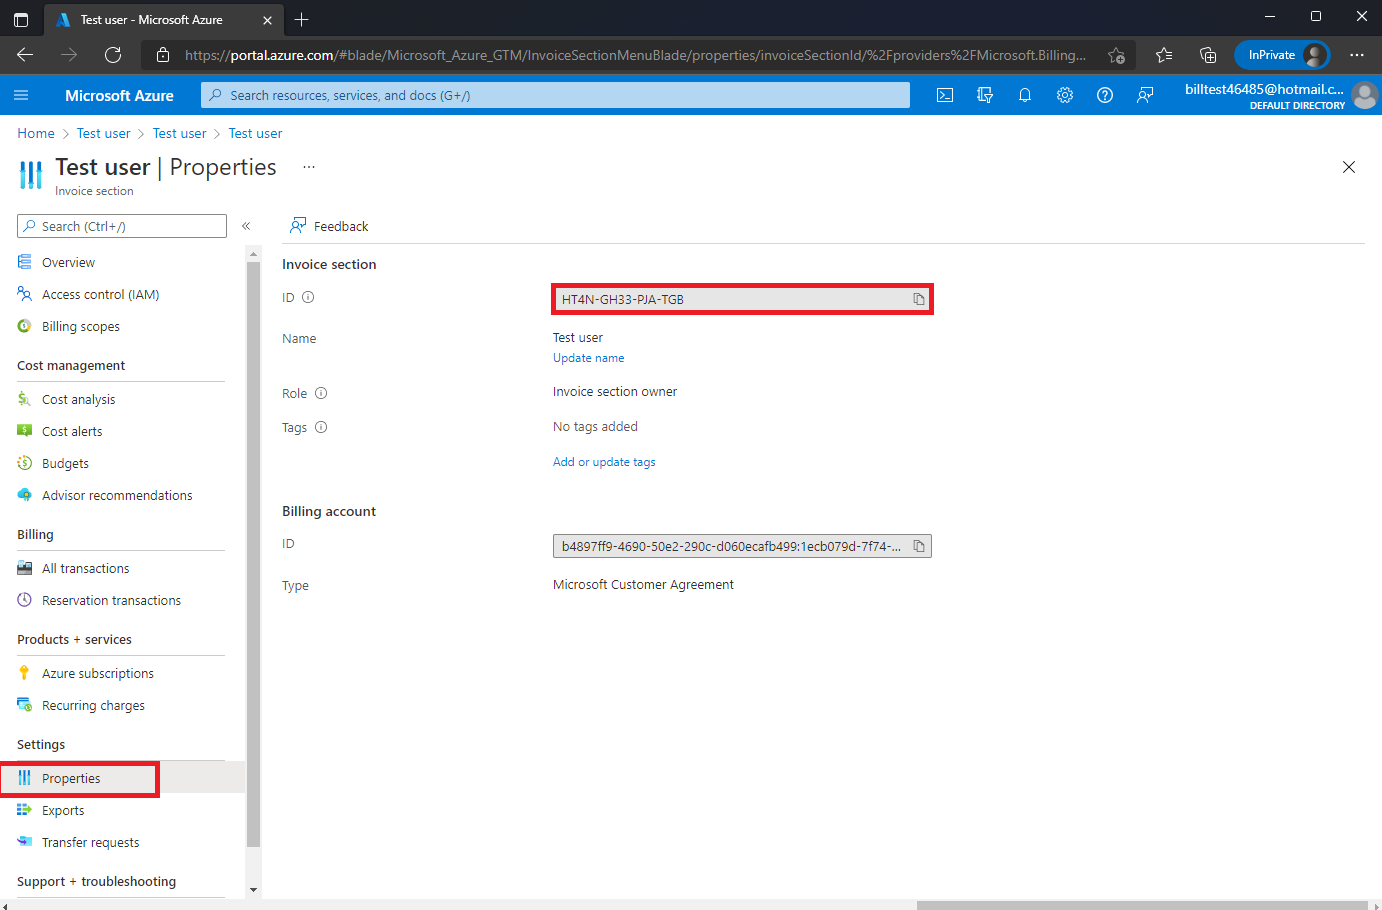 Test user - Microsoft Azure
https://portal.azure.com/#blade/Microsoft_Azure_GTM/InvoiceSectionMenuBlade/properties/invoiceSectionId/%2Fproviders%2FMicrosoft.Billing...
InPrivate
Microsoft Azure
Search resources, services, and docs (G+/)
billtest46485@hotmail.c...
DEFAULT DIRECTORY
Home > Test user > Test user > Test user
Test user | Properties ...
Invoice section
Search (Ctrl+/)
«
Overview
Access control (IAM)
Billing scopes
Cost management
Cost analysis
Cost alerts
Budgets
Advisor recommendations
Billing
All transactions
Reservation transactions
Products + services
Azure subscriptions
Recurring charges
Settings
Properties
Exports
Transfer requests
Support + troubleshooting
Feedback
Invoice section
ID
HT4N-GH33-PJA-TGB
Name
Test user
Update name
Role
Invoice section owner
Tags
No tags added
Add or update tags
Billing account
ID
b4897ff9-4690-50e2-290c-d060ecafb499:1ecb079d-7f74-...
Type
Microsoft Customer Agreement